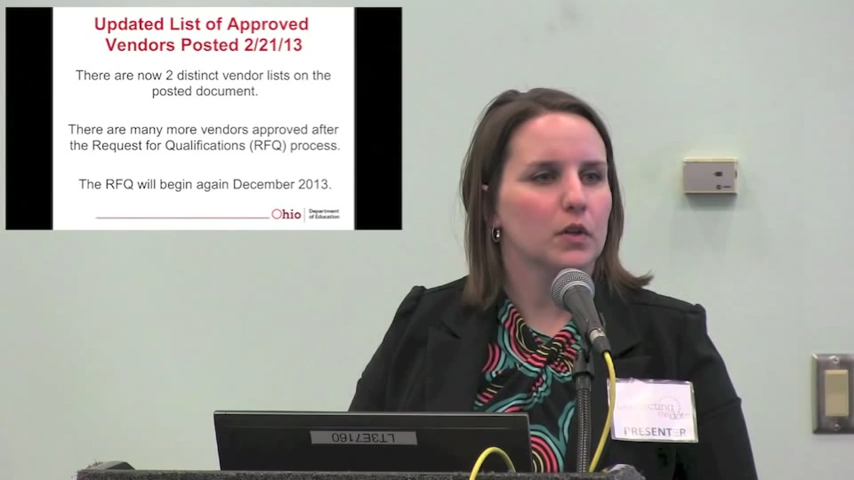 Updated List of Approved
Vendors Posted 2/21/13
There are now 2 distinct vendor lists on the
posted document.
There are many more vendors approved after
the Request for Qualifications (RFQ) process.
The RFQ will begin again December 2013.
Ohio
Department
of Education
LT3E7160
PRESENTER